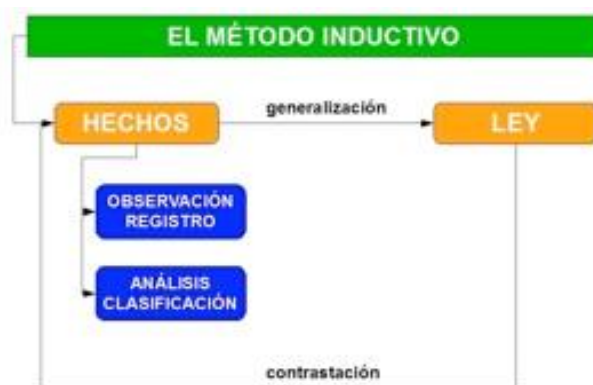 EL MÉTODO INDUCTIVO
generalización
HECHOS
LEY
OBSERVACIÓN
REGISTRO
ANÁLISIS
CLASIFICACIÓN
contrastación